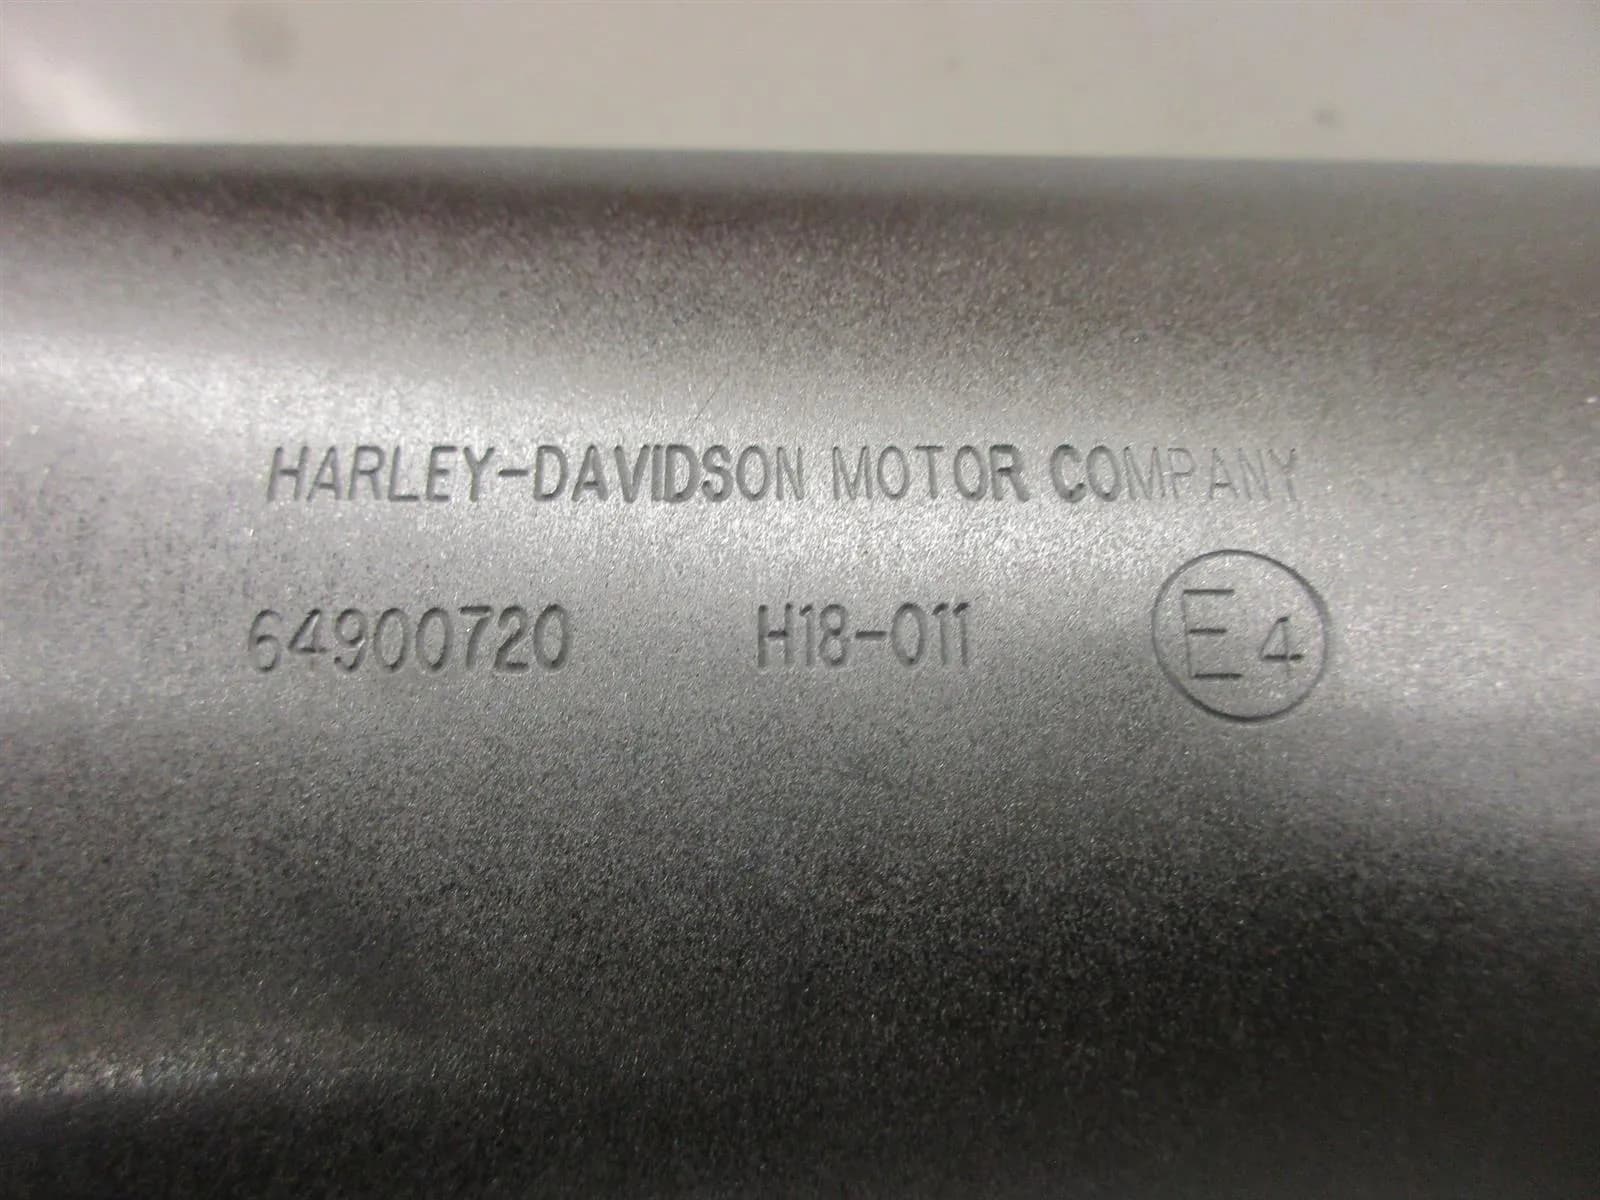 HARLEY-DAVIDSON MOTOR COMPANY
64900720 H18-011 E4